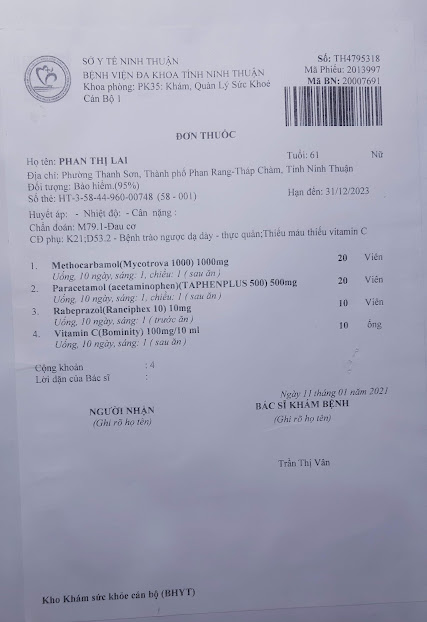 SỞ Y TẾ NINH THUẬN
BỆNH VIỆN ĐA KHOA TỈNH NINH THUẬN
Khoa phòng: PK35: Khám, Quản Lý Sức Khoẻ
Cán Bộ 1
Số: TH4795318
Mã Phiếu: 2013997
Mã BN: 20007691
ĐƠN THUỐC
Họ tên: PHAN THỊ LAI Tuổi: 61 Nữ
Địa chỉ: Phường Thanh Sơn, Thành phố Phan Rang-Tháp Chàm, Tỉnh Ninh Thuận
Đối tượng: Bảo hiểm.(95%)
Số thẻ: HT-3-58-44-960-00748 (58 - 001) Hạn đến: 31/12/2023
Huyết áp: - Nhiệt độ: - Cân nặng :
Chẩn đoán: M79.1-Đau cơ
CĐ phụ: K21;D53.2 - Bệnh trào ngược dạ dày - thực quản;Thiếu máu thiếu vitamin C
1. Methocarbamol(Mycotrova 1000) 1000mg 20 Viên
Uống, 10 ngày, sáng: 1, chiều: 1 ( sau ăn )
2. Paracetamol (acetaminophen)(TAPHENPLUS 500) 500mg 20 Viên
Uống, 10 ngày, sáng: 1, chiều: 1 ( sau ăn )
3. Rabeprazol(Ranciphex 10) 10mg 10 Viên
Uống, 10 ngày, sáng: 1 ( trước ăn )
4. Vitamin C(Bominity) 100mg/10 ml 10 ống
Uống, 10 ngày, sáng: 1 ( sau ăn )
Cộng khoản : 4
Lời dặn của Bác sĩ :
Ngày 11 tháng 01 năm 2021
NGƯỜI NHẬN BÁC SĨ KHÁM BỆNH
(Ghi rõ họ tên) (Ghi rõ họ tên)
Trần Thị Vân
Kho Khám sức khỏe cán bộ (BHYT)